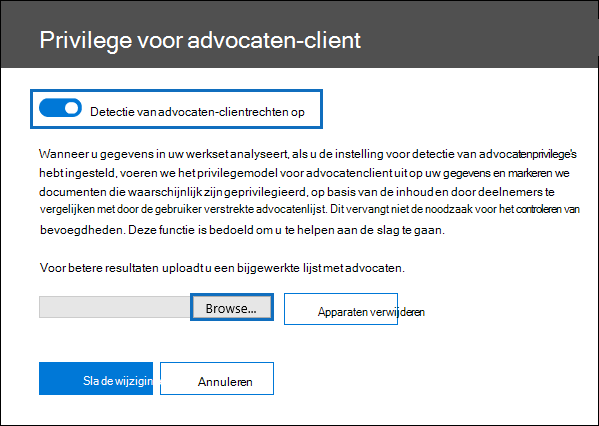 Privilege voor advocaten-client
Detectie van advocaten-clientrechten op
Wanneer u gegevens in uw werkset analyseert, als u de instelling voor detectie van advocatenprivilege's
hebt ingesteld, voeren we het privilegemodel voor advocatenclient uit op uw gegevens en markeren we
documenten die waarschijnlijk zijn geprivilegieerd, op basis van de inhoud en door deelnemers te
vergelijken met door de gebruiker verstrekte advocatenlijst. Dit vervangt niet de noodzaak voor het controleren van
bevoegdheden. Deze functie is bedoeld om u te helpen aan de slag te gaan.
Voor betere resultaten uploadt u een bijgewerkte lijst met advocaten.
Browse... Apparaten verwijderen
Sla de wijzigin Annuleren